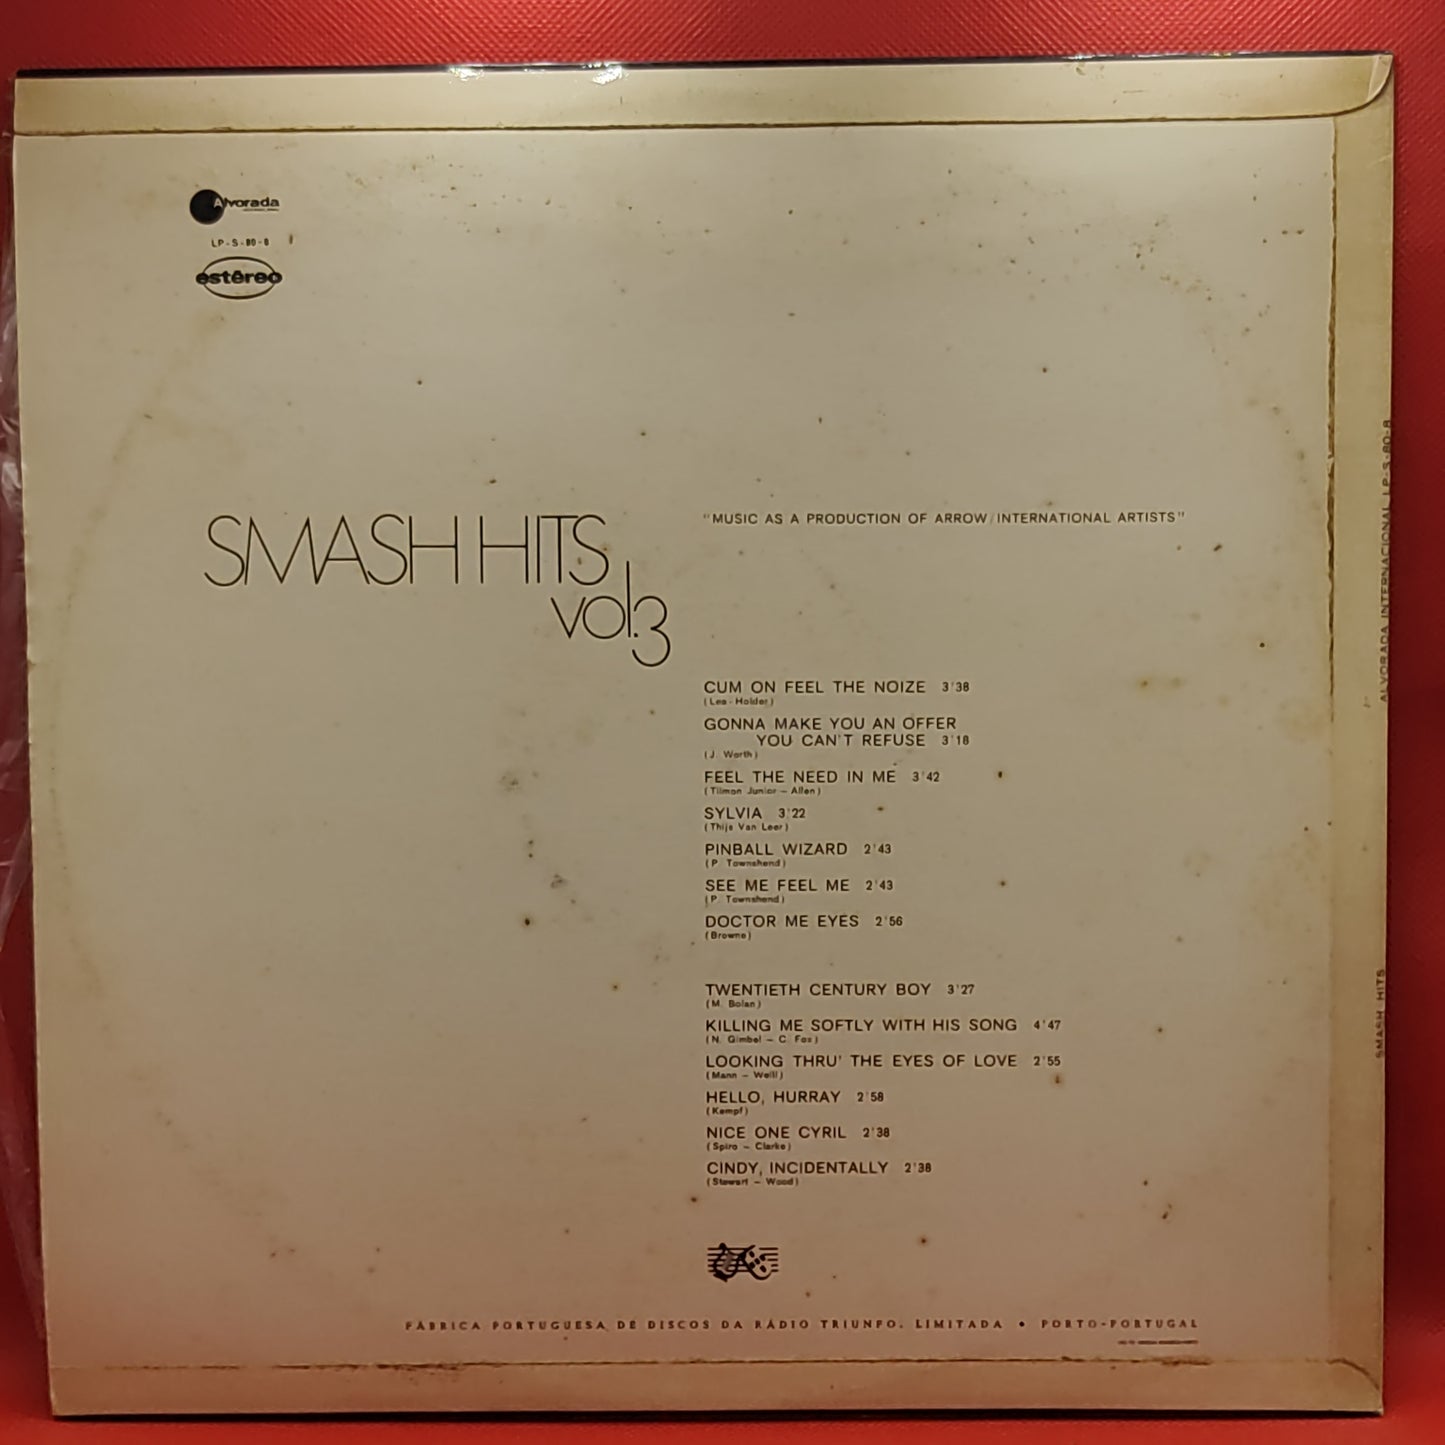 Alvorada
LP-S-80-8
estéreo
SMASH HITS
vol.3
"MUSIC AS A PRODUCTION OF ARROW/INTERNATIONAL ARTISTS"
CUM ON FEEL THE NOIZE 3'38
(Lea - Holder)
GONNA MAKE YOU AN OFFER
YOU CAN'T REFUSE 3'18
(J. Worth)
FEEL THE NEED IN ME 3'42
(Tilmon Junior – Allen)
SYLVIA 3'22
(Thijs Van Leer)
PINBALL WIZARD 2'43
(P. Townshend)
SEE ME FEEL ME 2'43
(P. Townshend)
DOCTOR ME EYES 2'56
(Browne)
TWENTIETH CENTURY BOY 3'27
(M. Bolan)
KILLING ME SOFTLY WITH HIS SONG 4'47
(N. Gimbel – C. Fox)
LOOKING THRU' THE EYES OF LOVE 2'55
(Mann – Weill)
HELLO, HURRAY 2'58
(Kempf)
NICE ONE CYRIL 2'38
(Spiro – Clarke)
CINDY, INCIDENTALLY 2'38
(Stewart – Wood)
FÁBRICA PORTUGUESA DE DISCOS DA RÁDIO TRIUNFO, LIMITADA • PORTO-PORTUGAL
ALVORADA INTERNACIONAL LP-S-80-8
SMASH HITS